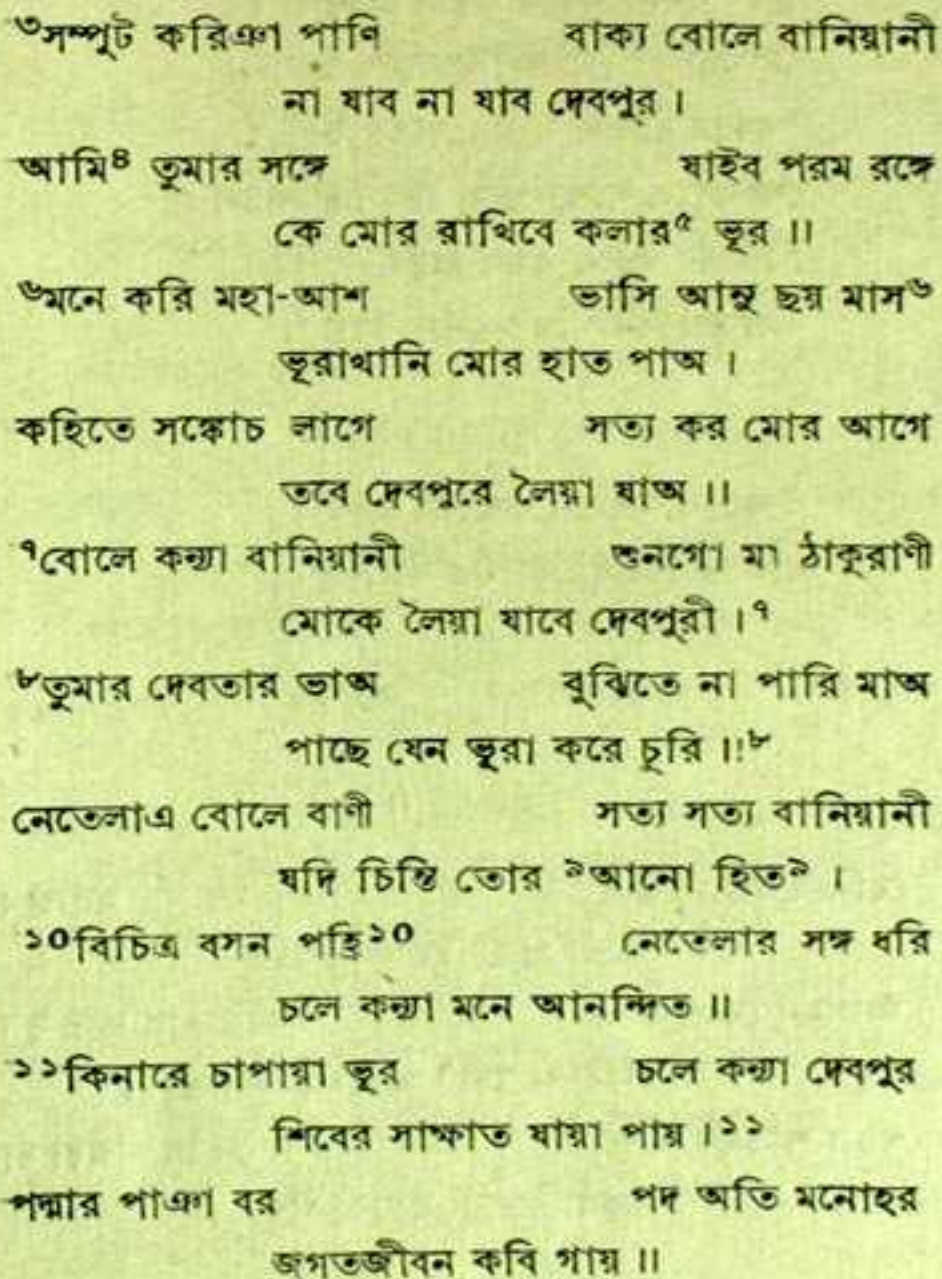 ৩সম্পুট করিঞা পাণি বাক্য বোলে বানিয়ানী
না যাব না যাব দেবপুর ।
আমি৪ তুমার সঙ্গে যাইব পরম রঙ্গে
কে মোর রাখিবে কলার৫ ভূর ।।
৬মনে করি মহা-আশ ভাসি আম্থ ছয় মাস৬
ভূরাখানি মোর হাত পাঅ ।
কহিতে সঙ্কোচ লাগে সত্য কর মোর আগে
তবে দেবপুরে লৈয়া যাঅ ।।
৭বোলে কন্যা বানিয়ানী শুনগো মা ঠাকুরাণী
মোকে লৈয়া যাবে দেবপুরী ।৭
৮তুমার দেবতার ভাঅ বুঝিতে না পারি মাঅ
পাছে যেন ভূরা করে চুরি ।।৮
নেতেলাএ বোলে বাণী সত্য সত্য বানিয়ানী
যদি চিন্তি তোর ৯আনো হিত৯ ।
১০বিচিত্র বসন পহ্রি১০ নেতেলার সঙ্গ ধরি
চলে কন্যা মনে আনন্দিত ।।
১১কিনারে চাপায়া ভূর চলে কন্যা দেবপুর
শিবের সাক্ষাত যায়া পায় ।১১
পদ্মার পাঞা বর পদ অতি মনোহর
জগতজীবন কবি গায় ।।